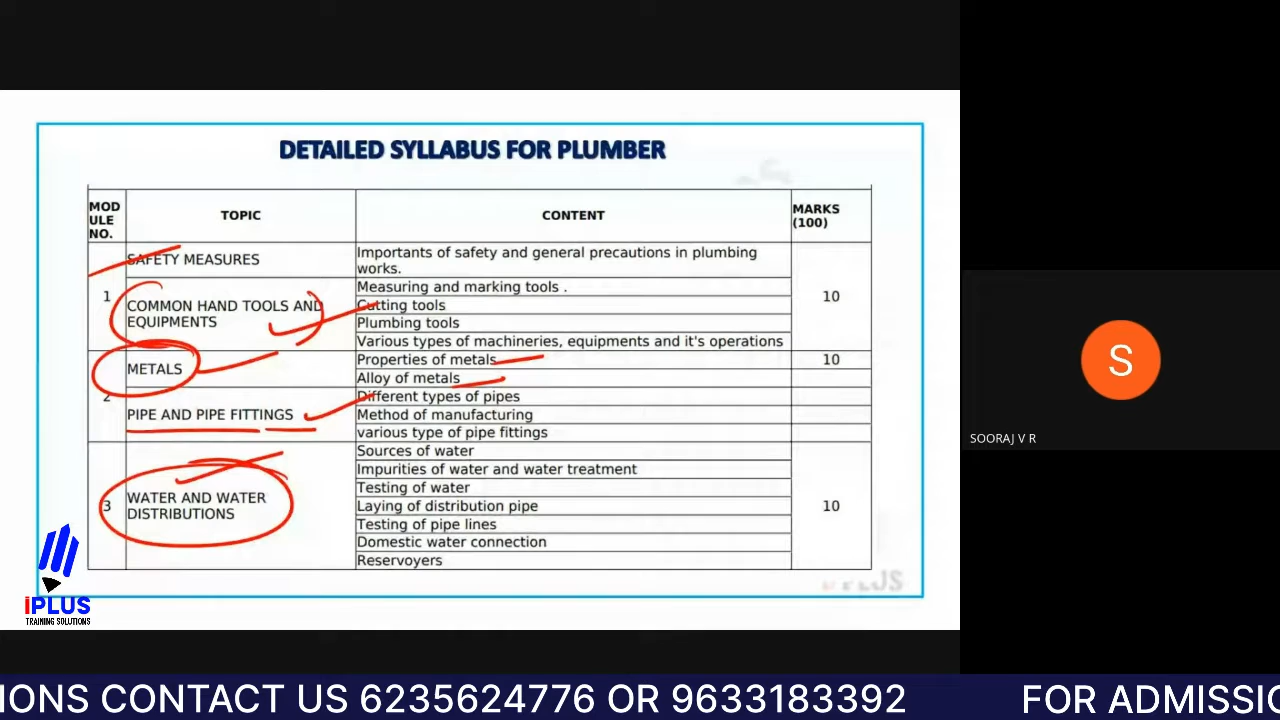 DETAILED SYLLABUS FOR PLUMBER
MOD
ULE
NO.
TOPIC
CONTENT
MARKS
(100)
1
SAFETY MEASURES
Importants of safety and general precautions in plumbing
works.
10
COMMON HAND TOOLS AND
EQUIPMENTS
Measuring and marking tools .
Cutting tools
Plumbing tools
Various types of machineries, equipments and it's operations
2
METALS
Properties of metals
10
Alloy of metals
PIPE AND PIPE FITTINGS
Different types of pipes
Method of manufacturing
various type of pipe fittings
3
WATER AND WATER
DISTRIBUTIONS
Sources of water
Impurities of water and water treatment
Testing of water
Laying of distribution pipe
10
Testing of pipe lines
Domestic water connection
Reservoyers
iPLUS
TRAINING SOLUTIONS
S
SOORAJ V R
IONS CONTACT US 6235624776 OR 9633183392 FOR ADMISSIO